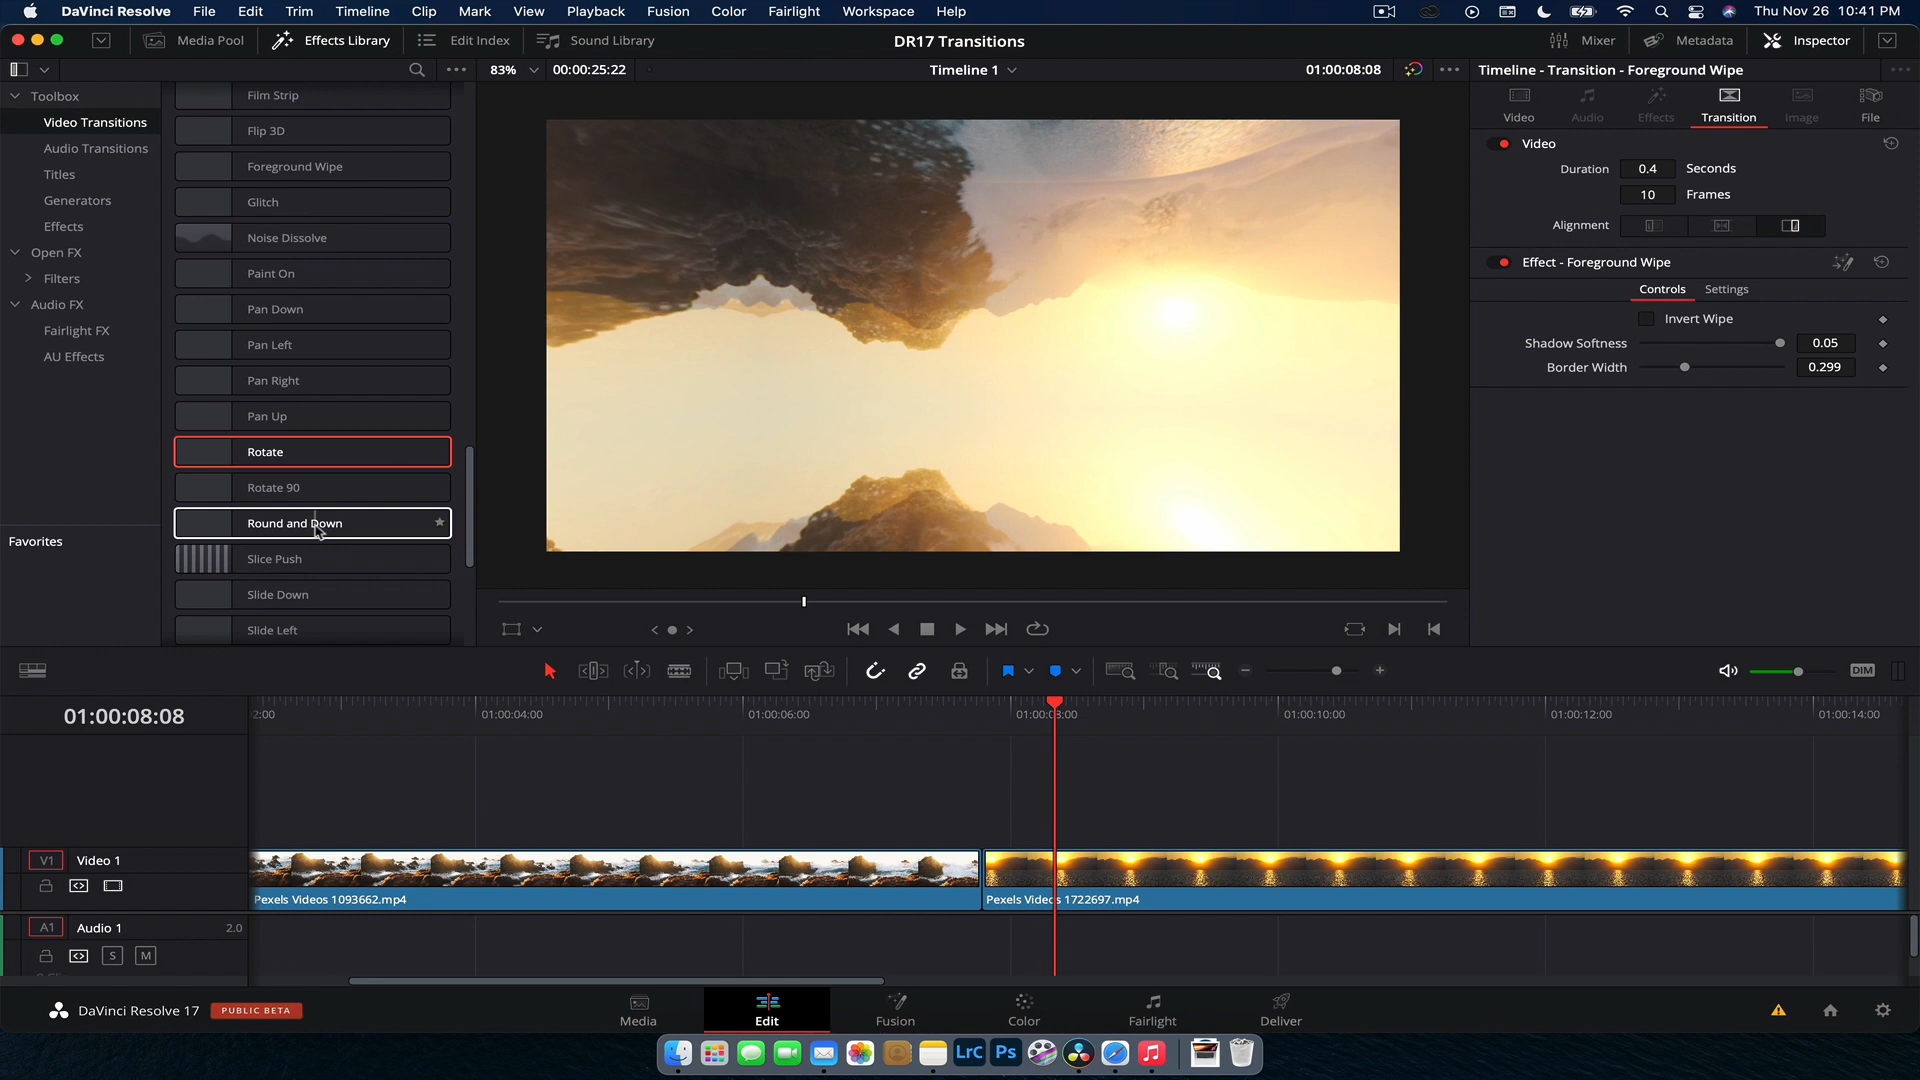 DaVinci Resolve File Edit Trim Timeline Clip Mark View Playback Fusion Color Fairlight Workspace Help Thu Nov 26 10:41 PM
Media Pool Effects Library Edit Index Sound Library DR17 Transitions Mixer Metadata Inspector
83% 00:00:25:22 Timeline 1 01:00:08:08 Timeline - Transition - Foreground Wipe
Toolbox
Video Transitions
Audio Transitions
Titles
Generators
Effects
Open FX
Filters
Audio FX
Fairlight FX
AU Effects
Favorites
Film Strip
Flip 3D
Foreground Wipe
Glitch
Noise Dissolve
Paint On
Pan Down
Pan Left
Pan Right
Pan Up
Rotate
Rotate 90
Round and Down
Slice Push
Slide Down
Slide Left
Video Audio Effects Transition Image File
Video
Duration 0.4 Seconds
10 Frames
Alignment
Effect - Foreground Wipe
Controls Settings
Invert Wipe
Shadow Softness 0.05
Border Width 0.299
DIM
01:00:08:08
2:00 01:00:04:00 01:00:06:00 01:00:08:00 01:00:10:00 01:00:12:00 01:00:14:00
V1 Video 1
Pexels Videos 1093662.mp4 Pexels Videos 1722697.mp4
A1 Audio 1 2.0
S M
DaVinci Resolve 17 PUBLIC BETA
Media Edit Fusion Color Fairlight Deliver
LrC Ps